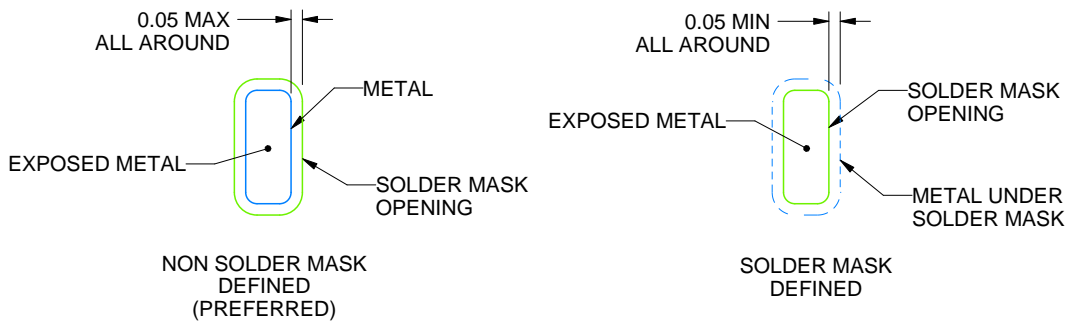 0.05 MAX
ALL AROUND
METAL
EXPOSED METAL
SOLDER MASK
OPENING
NON SOLDER MASK
DEFINED
(PREFERRED)
0.05 MIN
ALL AROUND
SOLDER MASK
OPENING
EXPOSED METAL
METAL UNDER
SOLDER MASK
SOLDER MASK
DEFINED